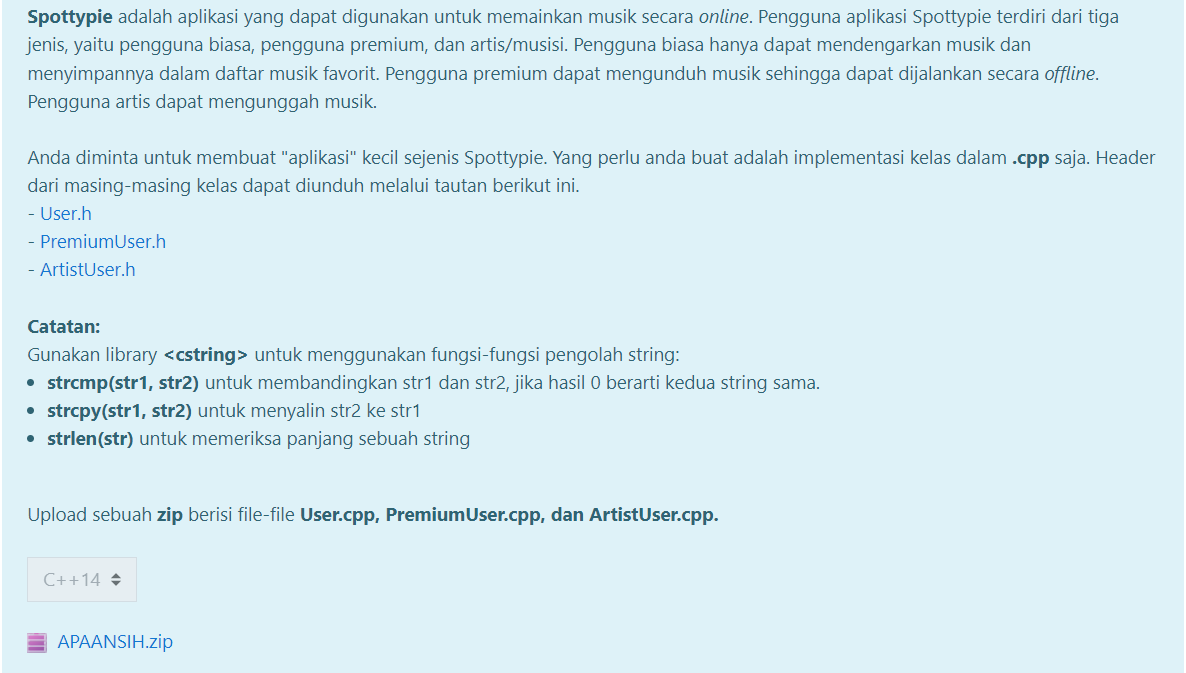 Spottypie adalah aplikasi yang dapat digunakan untuk memainkan musik secara online. Pengguna aplikasi Spottypie terdiri dari tiga
jenis, yaitu pengguna biasa, pengguna premium, dan artis/musisi. Pengguna biasa hanya dapat mendengarkan musik dan
menyimpannya dalam daftar musik favorit. Pengguna premium dapat mengunduh musik sehingga dapat dijalankan secara offline.
Pengguna artis dapat mengunggah musik.
Anda diminta untuk membuat "aplikasi" kecil sejenis Spottypie. Yang perlu anda buat adalah implementasi kelas dalam .cpp saja. Header
dari masing-masing kelas dapat diunduh melalui tautan berikut ini.
- User.h
- PremiumUser.h
- ArtistUser.h
Catatan:
Gunakan library <cstring> untuk menggunakan fungsi-fungsi pengolah string:
• strcmp(str1, str2) untuk membandingkan str1 dan str2, jika hasil 0 berarti kedua string sama.
• strcpy(str1, str2) untuk menyalin str2 ke str1
• strlen(str) untuk memeriksa panjang sebuah string
Upload sebuah zip berisi file-file User.cpp, PremiumUser.cpp, dan ArtistUser.cpp.
C++14
APAANSIH.zip